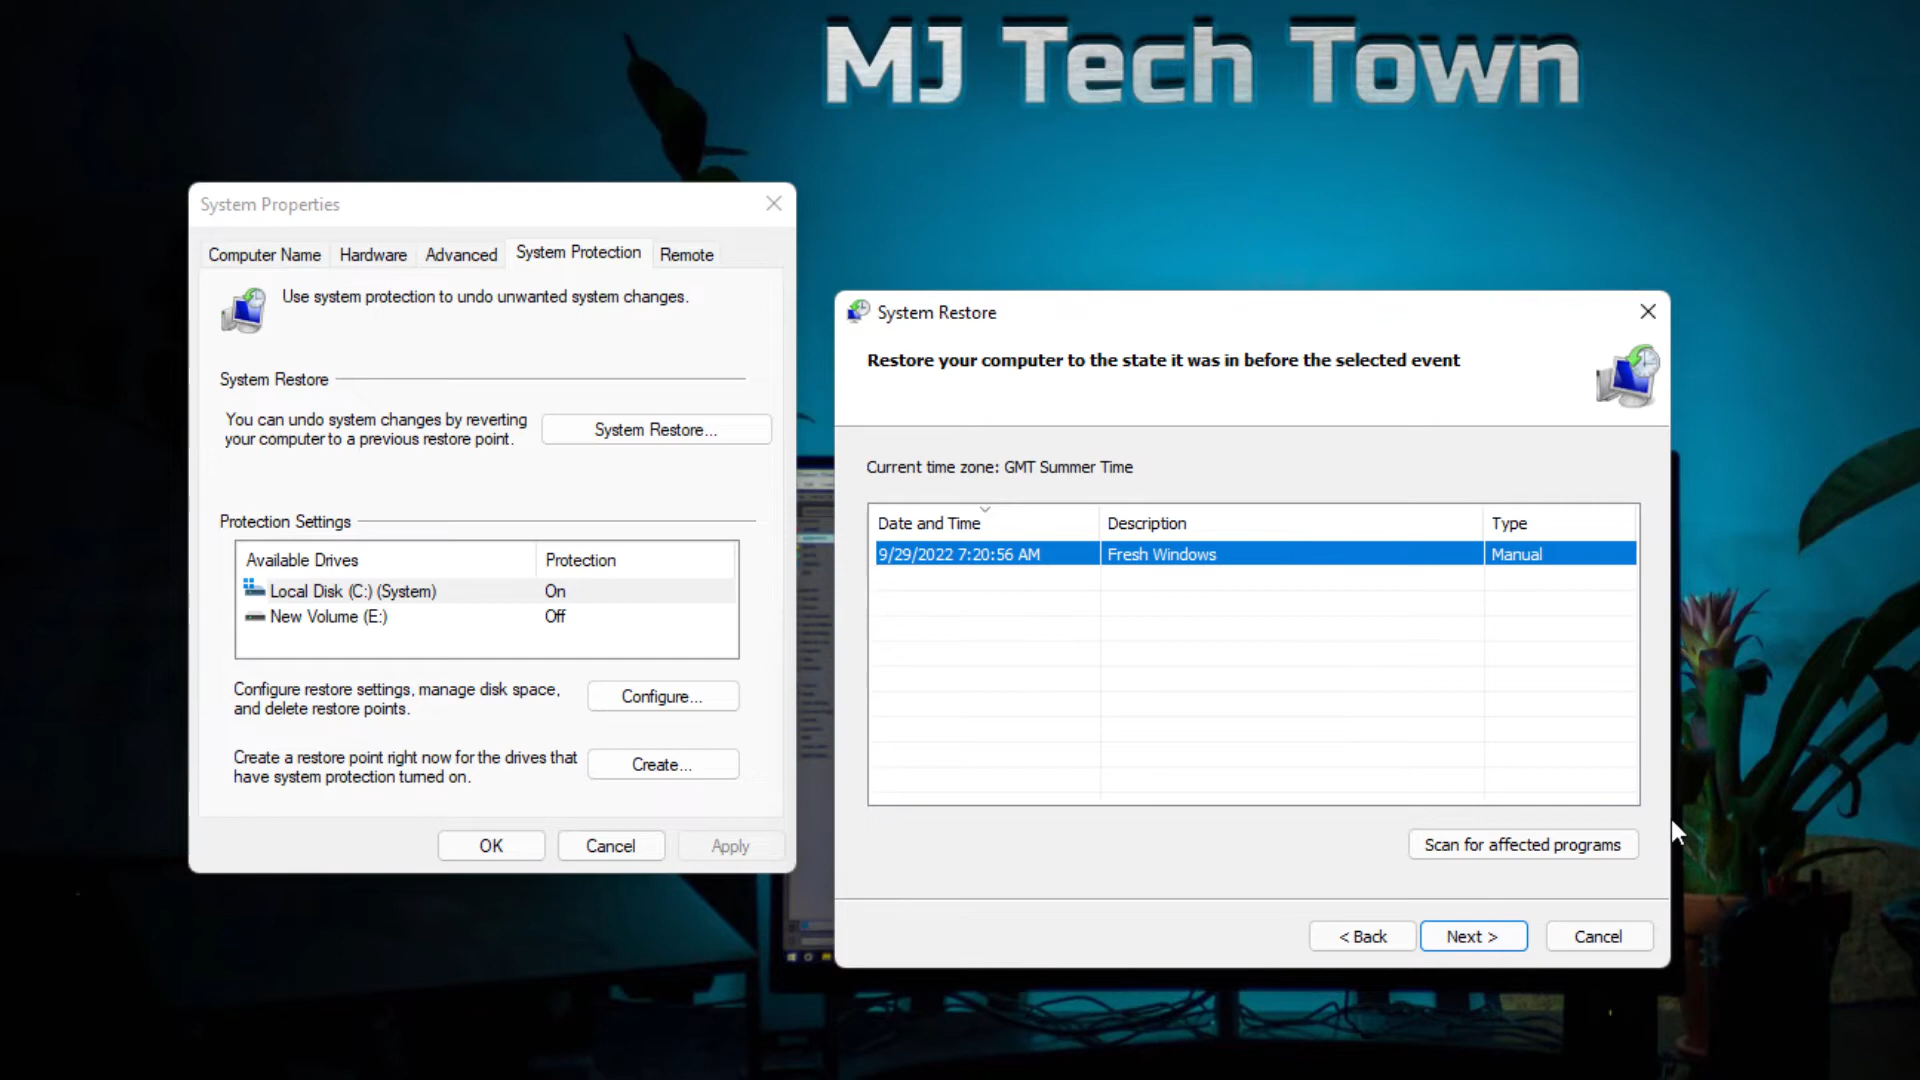 MJ Tech Town
System Properties
Computer Name Hardware Advanced System Protection Remote
Use system protection to undo unwanted system changes.
System Restore
You can undo system changes by reverting
your computer to a previous restore point.
System Restore...
Protection Settings
Available Drives Protection
Local Disk (C:) (System) On
New Volume (E:) Off
Configure restore settings, manage disk space,
and delete restore points.
Configure...
Create a restore point right now for the drives that
have system protection turned on.
Create...
OK Cancel Apply
System Restore
Restore your computer to the state it was in before the selected event
Current time zone: GMT Summer Time
Date and Time Description Type
9/29/2022 7:20:56 AM Fresh Windows Manual
Scan for affected programs
< Back Next > Cancel